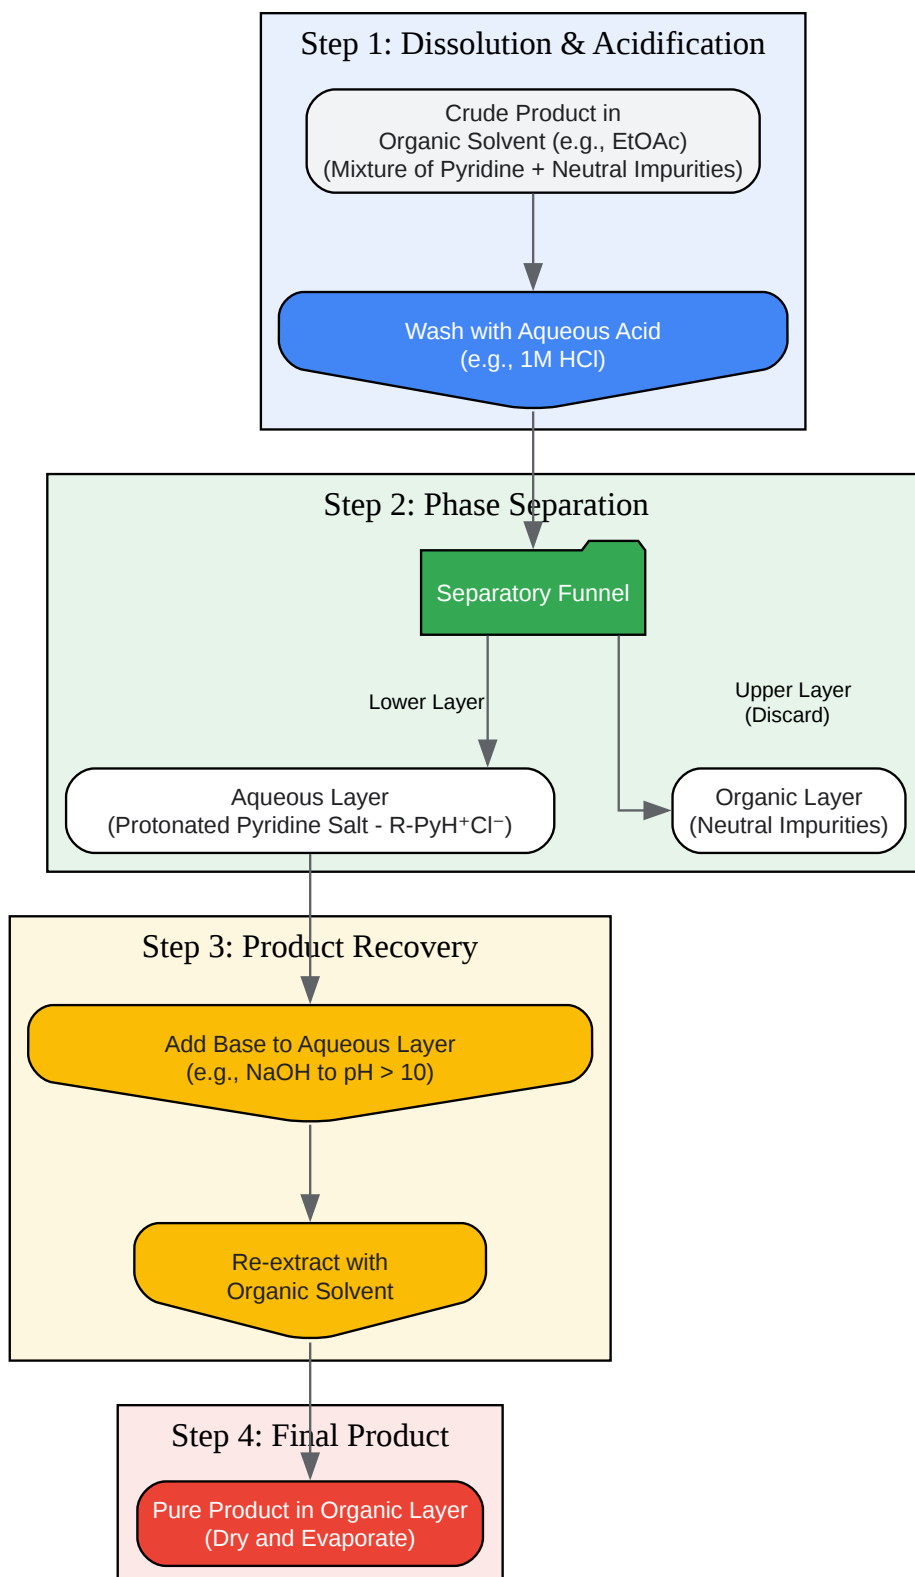 Step 1: Dissolution & Acidification
Crude Product in
Organic Solvent (e.g., EtOAc)
(Mixture of Pyridine + Neutral Impurities)
Wash with Aqueous Acid
(e.g., 1M HCl)
Step 2: Phase Separation
Separatory Funnel
Lower Layer
Upper Layer
(Discard)
Aqueous Layer
(Protonated Pyridine Salt - R-PyH⁺Cl⁻)
Organic Layer
(Neutral Impurities)
Step 3: Product Recovery
Add Base to Aqueous Layer
(e.g., NaOH to pH > 10)
Re-extract with
Organic Solvent
Step 4: Final Product
Pure Product in Organic Layer
(Dry and Evaporate)